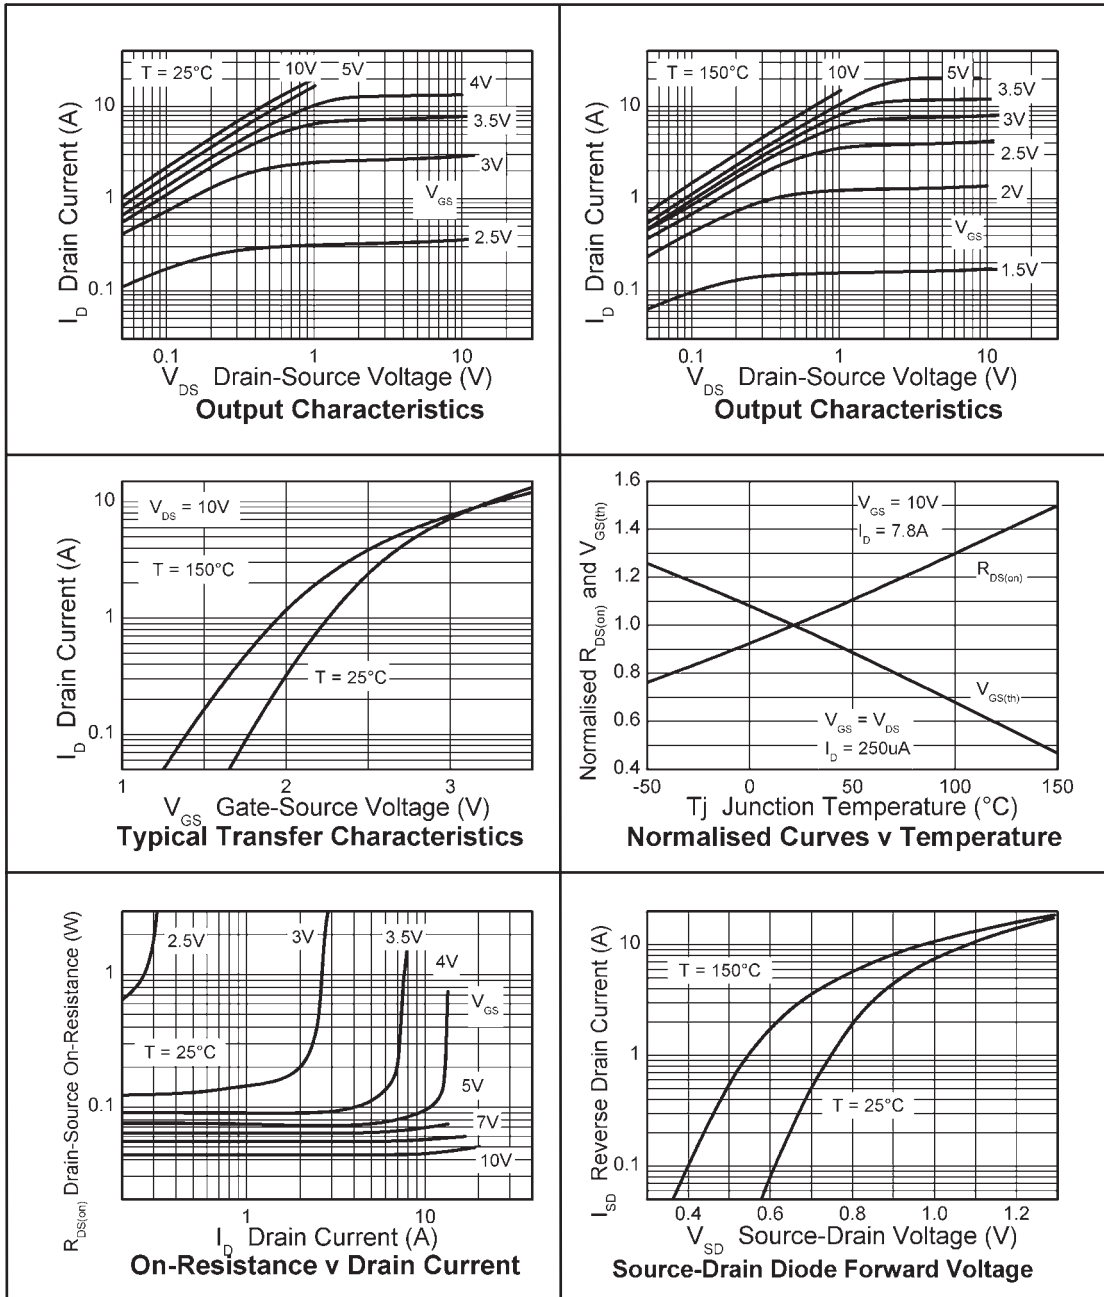 T = 25°C
10V
5V
4V
3.5V
3V
V_GS
2.5V
10
1
0.1
I_D Drain Current (A)
0.1
1
10
V_DS Drain-Source Voltage (V)
Output Characteristics
T = 150°C
10V
5V
3.5V
3V
2.5V
2V
V_GS
1.5V
10
1
0.1
I_D Drain Current (A)
0.1
1
10
V_DS Drain-Source Voltage (V)
Output Characteristics
V_DS = 10V
T = 150°C
T = 25°C
10
1
0.1
I_D Drain Current (A)
1
2
3
V_GS Gate-Source Voltage (V)
Typical Transfer Characteristics
V_GS = 10V
I_D = 7.8A
R_DS(on)
V_GS(th)
V_GS = V_DS
I_D = 250uA
1.6
1.4
1.2
1.0
0.8
0.6
0.4
Normalised R_DS(on) and V_GS(th)
-50
0
50
100
150
Tj Junction Temperature (°C)
Normalised Curves v Temperature
2.5V
3V
3.5V
4V
V_GS
T = 25°C
5V
7V
10V
1
0.1
R_DS(on) Drain-Source On-Resistance (W)
1
10
I_D Drain Current (A)
On-Resistance v Drain Current
T = 150°C
T = 25°C
10
1
0.1
I_SD Reverse Drain Current (A)
0.4
0.6
0.8
1.0
1.2
V_SD Source-Drain Voltage (V)
Source-Drain Diode Forward Voltage